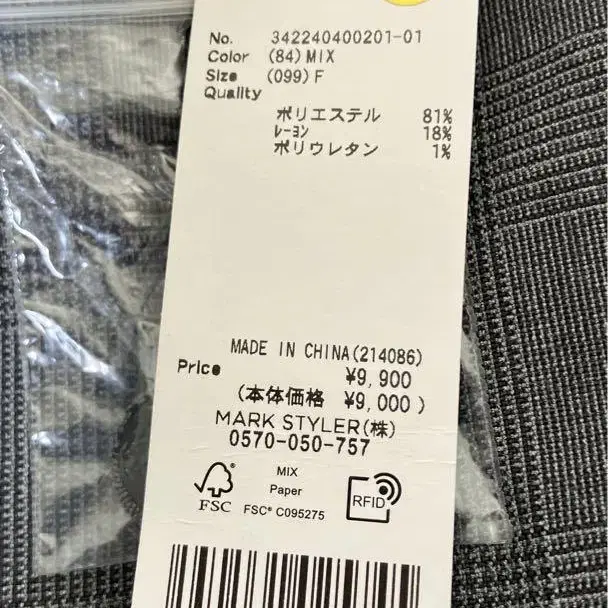 No. 342240400201-01
Color (84)MIX
Size (099)F
Quality
ポリエステル 81%
レーヨン 18%
ポリウレタン 1%
MADE IN CHINA(214086)
Price ¥9,900
(本体価格 ¥9,000)
MARK STYLER(株)
0570-050-757
FSC
MIX
Paper
FSC® C095275
RFID